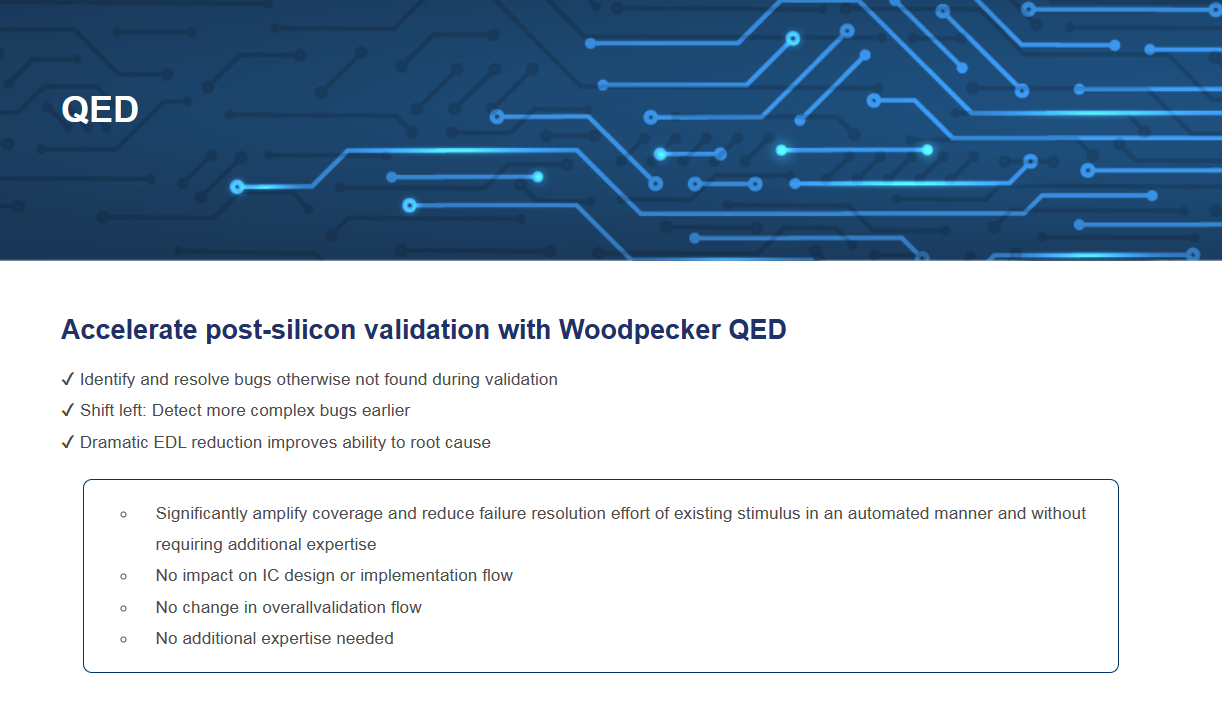 QED
Accelerate post-silicon validation with Woodpecker QED
✓ Identify and resolve bugs otherwise not found during validation
✓ Shift left: Detect more complex bugs earlier
✓ Dramatic EDL reduction improves ability to root cause
Significantly amplify coverage and reduce failure resolution effort of existing stimulus in an automated manner and without
requiring additional expertise
No impact on IC design or implementation flow
No change in overallvalidation flow
No additional expertise needed